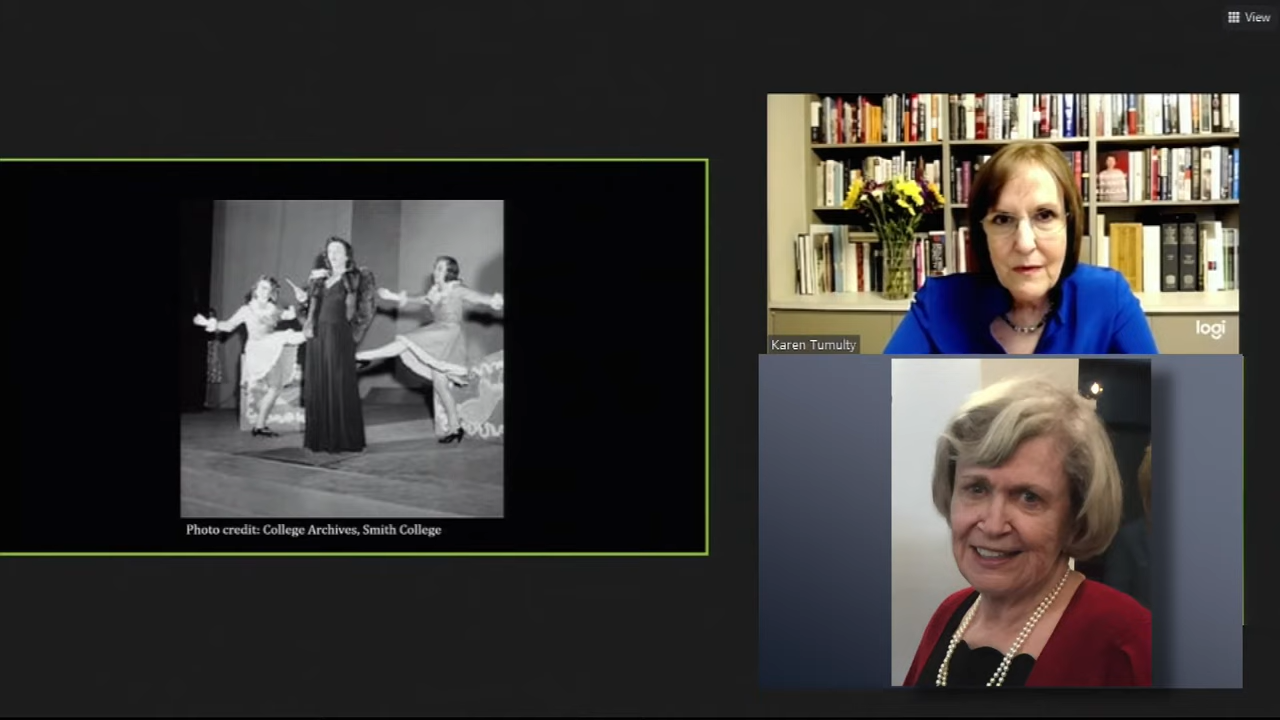 View
Karen Tumulty
logi
Photo credit: College Archives, Smith College